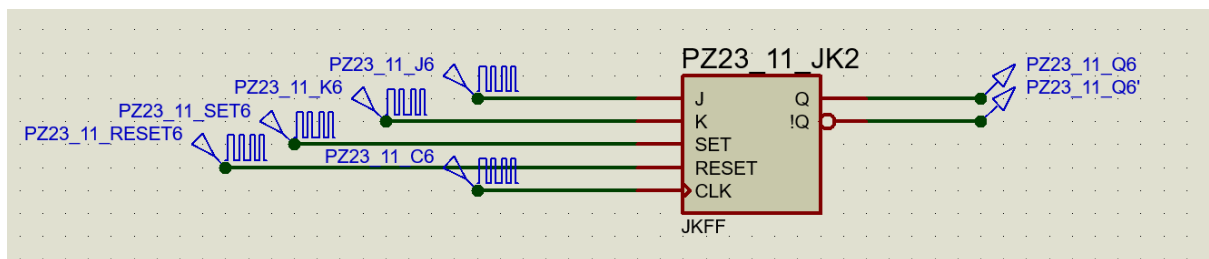 PZ23_11_JK2
PZ23_11_J6
PZ23_11_K6
PZ23_11_SET6
PZ23_11_RESET6
PZ23_11_C6
J
K
SET
RESET
CLK
Q
!Q
PZ23_11_Q6
PZ23_11_Q6'
JKFF